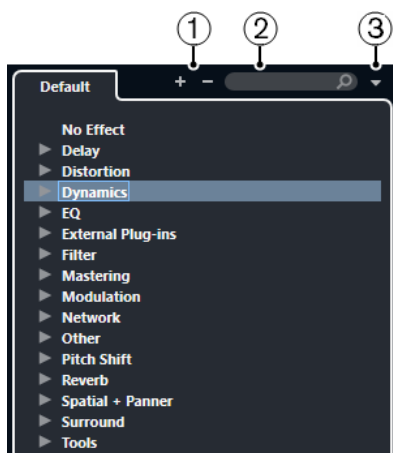 1 2 3
Default + −
No Effect
Delay
Distortion
Dynamics
EQ
External Plug-ins
Filter
Mastering
Modulation
Network
Other
Pitch Shift
Reverb
Spatial + Panner
Surround
Tools